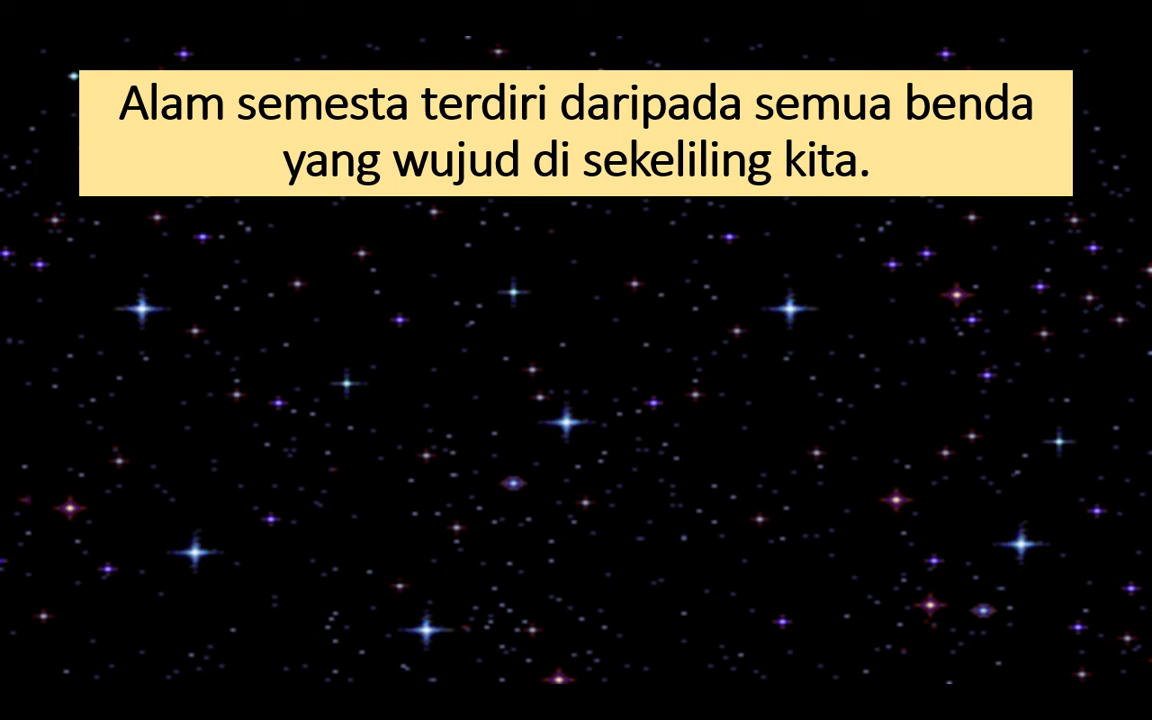 Alam semesta terdiri daripada semua benda
yang wujud di sekeliling kita.